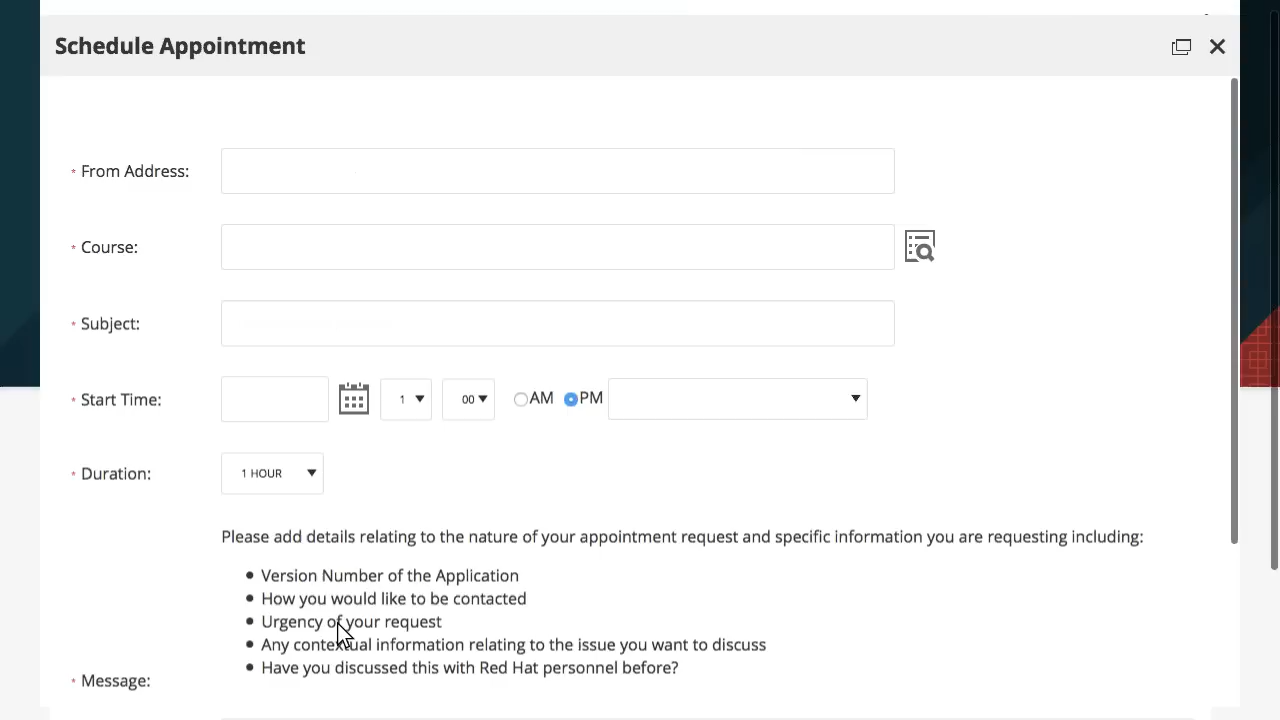 Schedule Appointment
* From Address:
* Course:
* Subject:
* Start Time: 1 00 AM PM
* Duration: 1 HOUR
Please add details relating to the nature of your appointment request and specific information you are requesting including:
• Version Number of the Application
• How you would like to be contacted
• Urgency of your request
• Any contextual information relating to the issue you want to discuss
• Have you discussed this with Red Hat personnel before?
* Message: